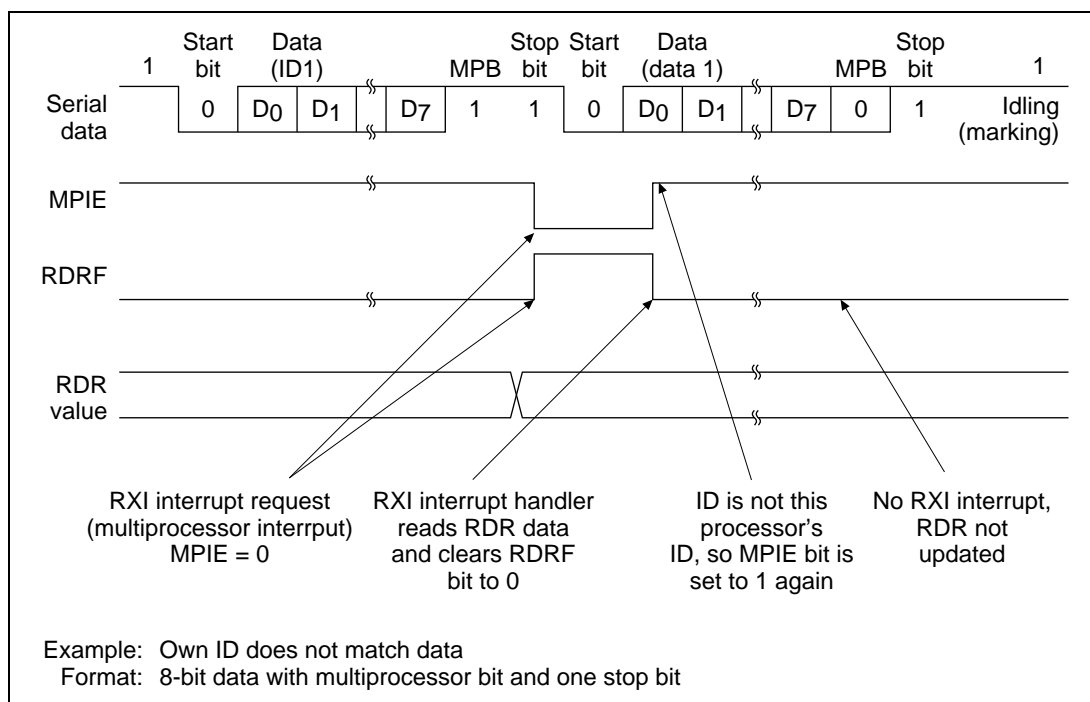 Start Data Stop Start Data Stop
1 bit (ID1) MPB bit bit (data 1) MPB bit 1
Serial data 0 D0 D1 D7 1 1 0 D0 D1 D7 0 1 Idling (marking)
MPIE
RDRF
RDR
value
RXI interrupt request
(multiprocessor interrput)
MPIE = 0
RXI interrupt handler
reads RDR data
and clears RDRF
bit to 0
ID is not this
processor's
ID, so MPIE bit is
set to 1 again
No RXI interrupt,
RDR not
updated
Example: Own ID does not match data
Format: 8-bit data with multiprocessor bit and one stop bit